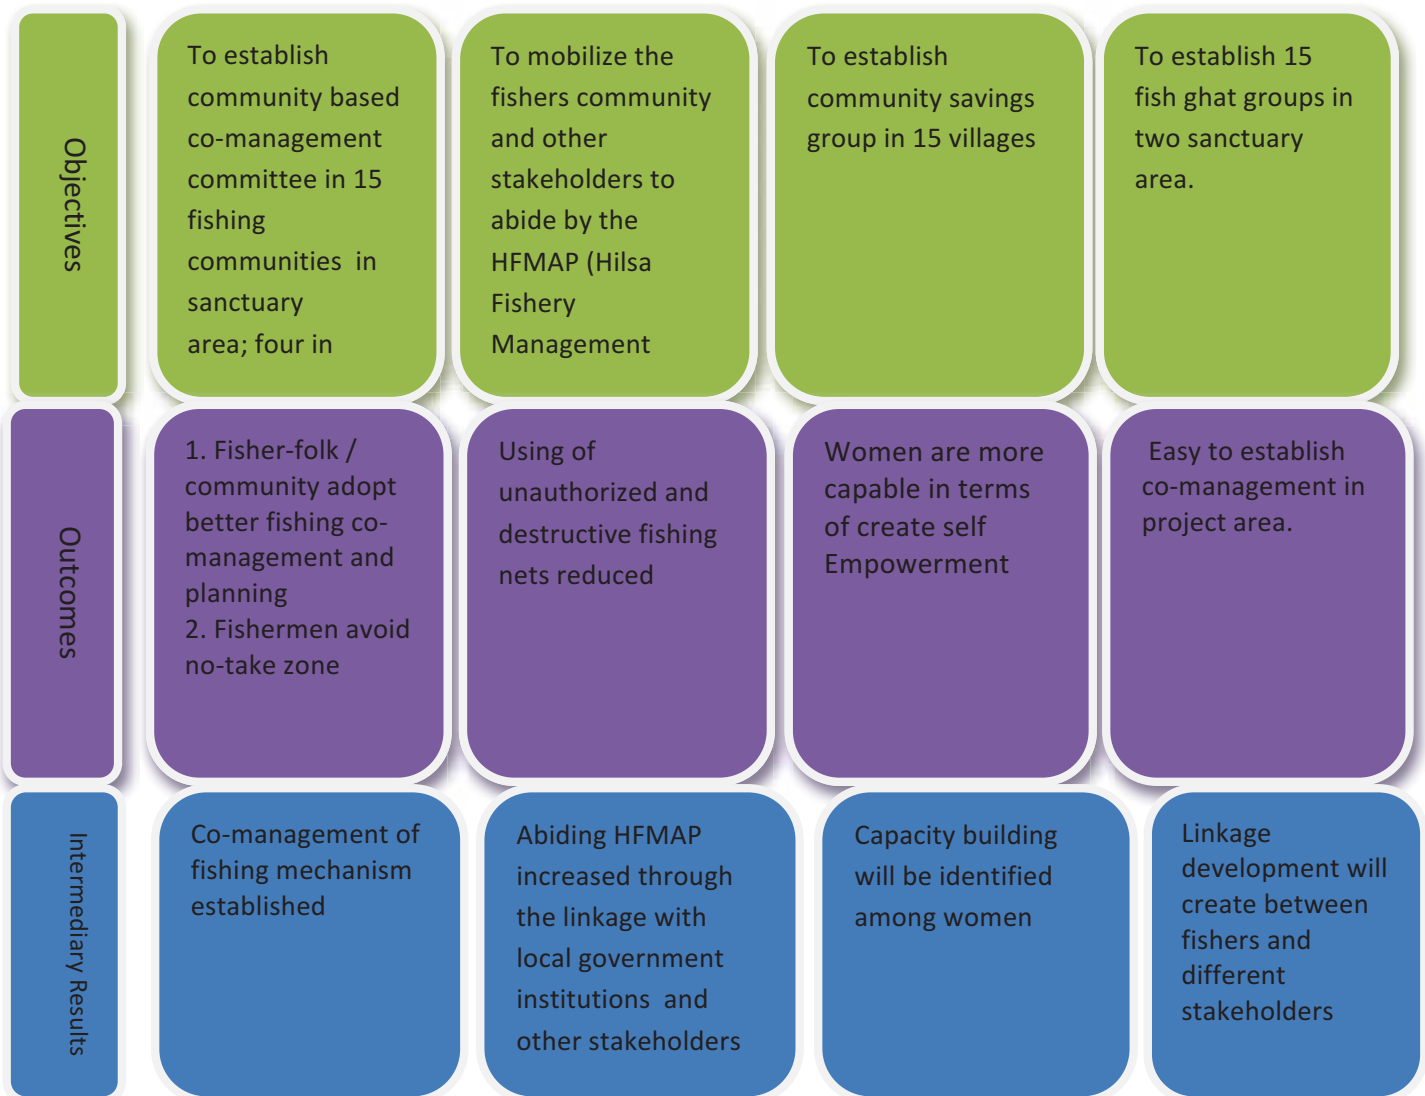 Objectives
To establish
community based
co-management
committee in 15
fishing
communities in
sanctuary
area; four in
To mobilize the
fishers community
and other
stakeholders to
abide by the
HFMAP (Hilsa
Fishery
Management
To establish
community savings
group in 15 villages
To establish 15
fish ghat groups in
two sanctuary
area.
Outcomes
1. Fisher-folk /
community adopt
better fishing co-
management and
planning
2. Fishermen avoid
no-take zone
Using of
unauthorized and
destructive fishing
nets reduced
Women are more
capable in terms
of create self
Empowerment
Easy to establish
co-management in
project area.
Intermediary Results
Co-management of
fishing mechanism
established
Abiding HFMAP
increased through
the linkage with
local government
institutions and
other stakeholders
Capacity building
will be identified
among women
Linkage
development will
create between
fishers and
different
stakeholders